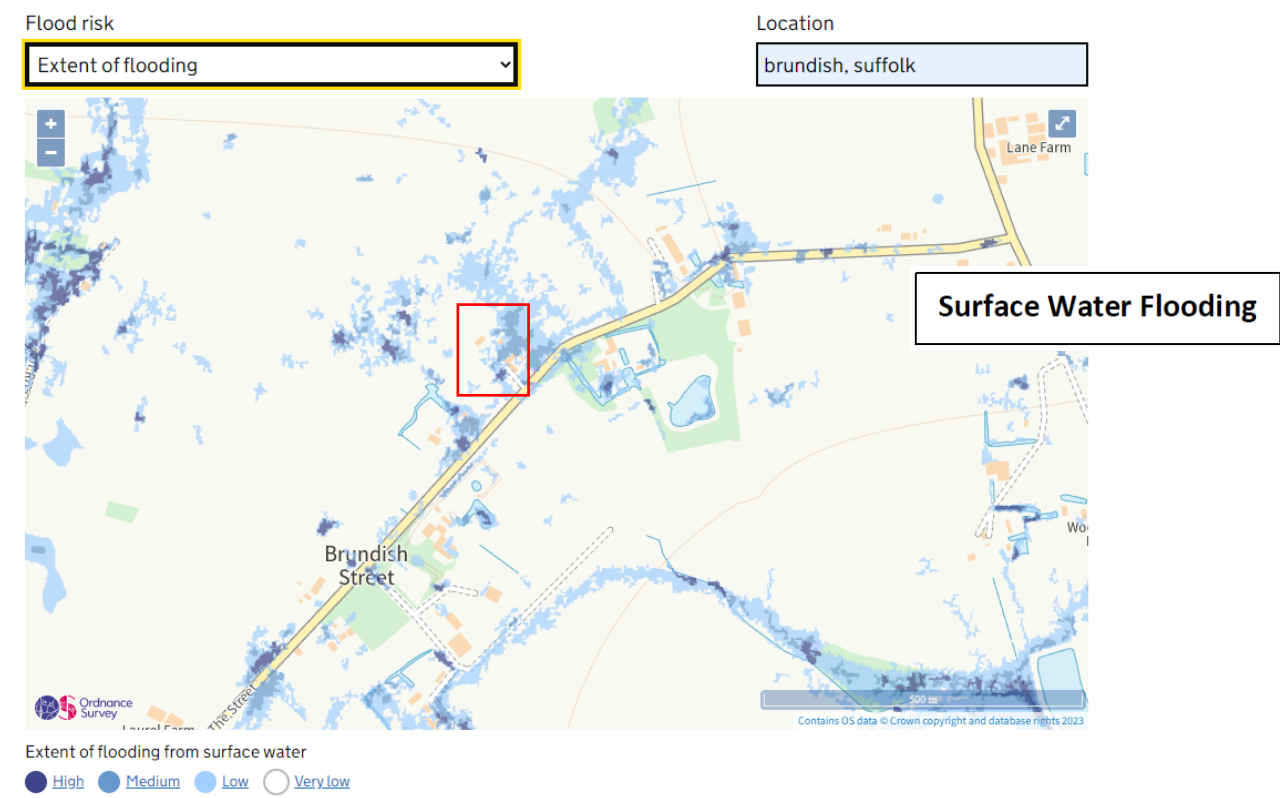 Flood risk
Location
Extent of flooding
brundish, suffolk
+
−
Lane Farm
Surface Water Flooding
Brundish
Street
Wo
The Street
Laurel Farm
Ordnance
Survey
500 m
Contains OS data © Crown copyright and database rights 2023
Extent of flooding from surface water
High Medium Low Very low